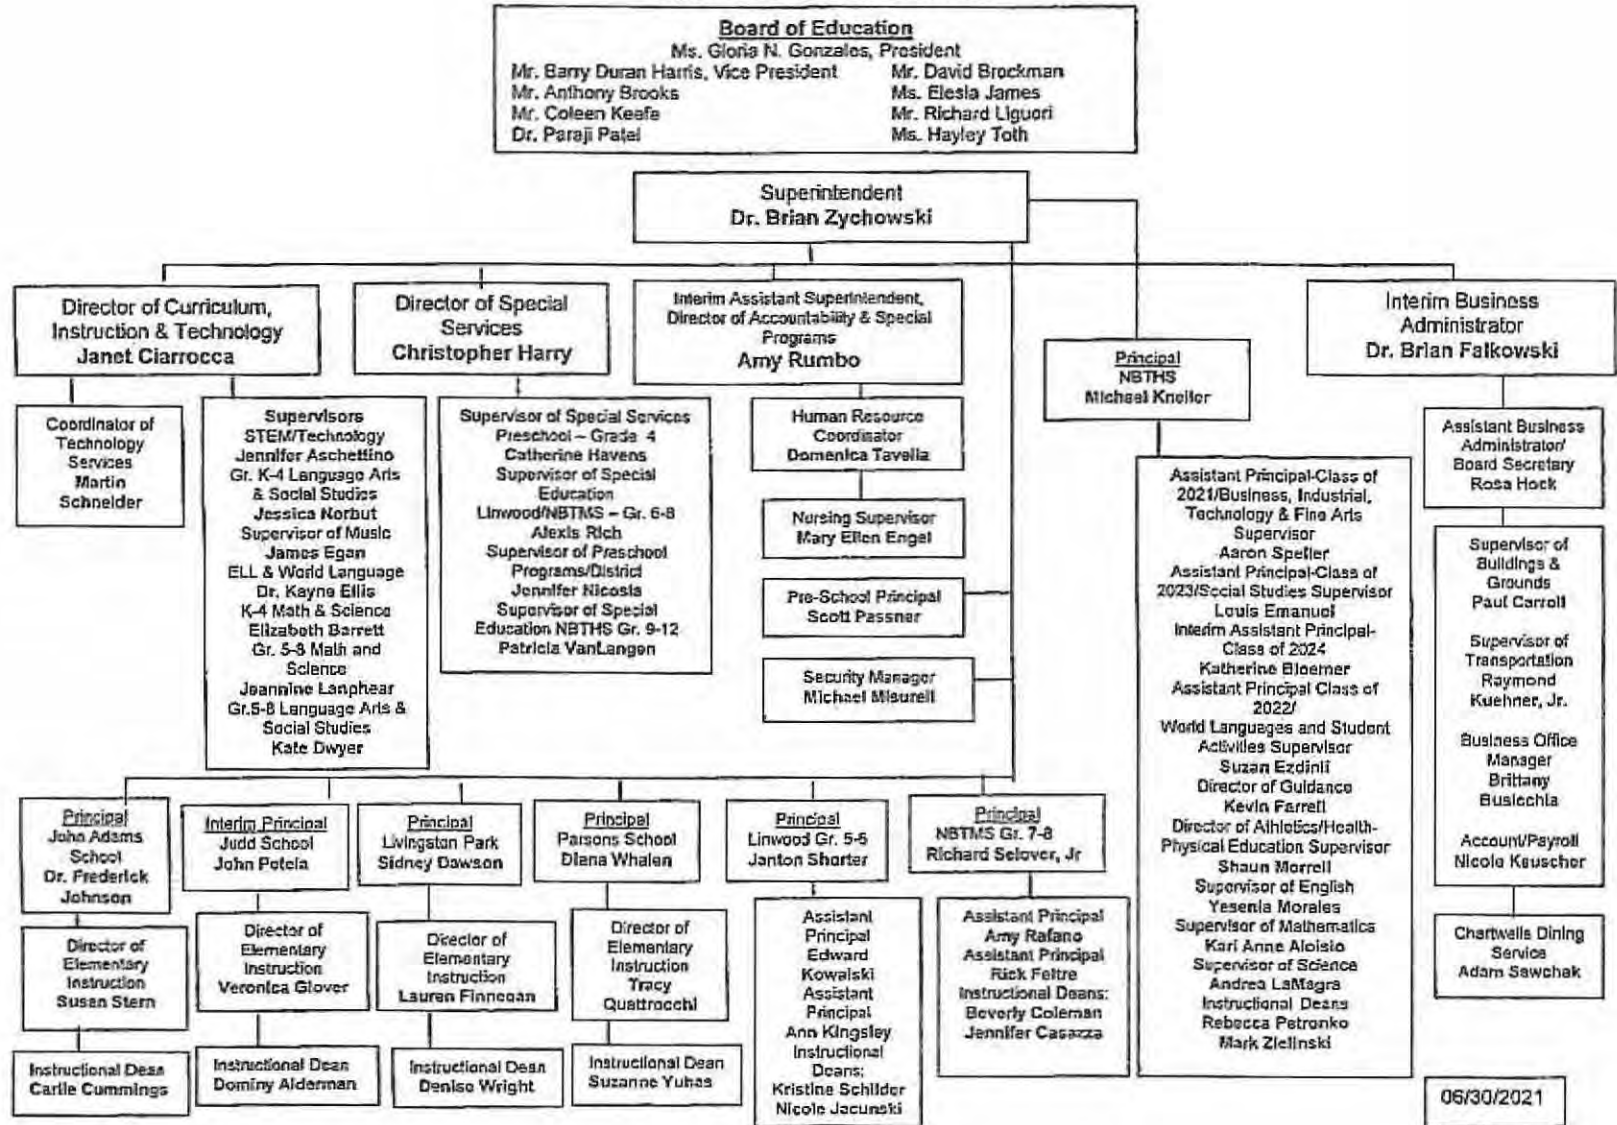 Board of Education
Ms. Gloria N. Gonzales, President
Mr. Barry Duran Harris, Vice President
Mr. David Brockman
Mr. Anthony Brooks
Ms. Elesia James
Mr. Coleen Keefe
Mr. Richard Liguori
Dr. Paraji Patel
Ms. Hayley Toth
Superintendent
Dr. Brian Zychowski
Director of Curriculum,
Instruction & Technology
Janet Ciarrocca
Director of Special
Services
Christopher Harry
Interim Assistant Superintendent,
Director of Accountability & Special
Programs
Amy Rumbo
Principal
NBTHS
Michael Kneller
Interim Business
Administrator
Dr. Brian Falkowski
Coordinator of
Technology
Services
Martin
Schneider
Supervisors
STEM/Technology
Jennifer Aschettino
Gr. K-4 Language Arts
& Social Studies
Jessica Norbut
Supervisor of Music
James Egan
ELL & World Language
Dr. Kayne Ellis
K-4 Math & Science
Elizabeth Barrett
Gr. 5-8 Math and
Science
Jeannine Lanphear
Gr.5-8 Language Arts &
Social Studies
Kate Dwyer
Supervisor of Special Services
Preschool – Grade 4
Catherine Havens
Supervisor of Special
Education
Linwood/NBTMS – Gr. 6-8
Alexis Rich
Supervisor of Preschool
Programs/District
Jennifer Nicosia
Supervisor of Special
Education NBTHS Gr. 9-12
Patricia VanLangen
Human Resource
Coordinator
Domenica Tavella
Nursing Supervisor
Mary Ellen Engel
Pre-School Principal
Scott Passner
Security Manager
Michael Misurell
Assistant Principal-Class of
2021/Business, Industrial,
Technology & Fine Arts
Supervisor
Aaron Speller
Assistant Principal-Class of
2023/Social Studies Supervisor
Louis Emanuel
Interim Assistant Principal-
Class of 2024
Katherine Bloemer
Assistant Principal Class of
2022/
World Languages and Student
Activities Supervisor
Suzan Ezdinli
Director of Guidance
Kevin Farrell
Director of Athletics/Health-
Physical Education Supervisor
Shaun Morrell
Supervisor of English
Yesenia Morales
Supervisor of Mathematics
Kari Anne Aloisio
Supervisor of Science
Andrea LaMagra
Instructional Deans
Rebecca Petronko
Mark Zielinski
Assistant Business
Administrator/
Board Secretary
Rosa Hock
Supervisor of
Buildings &
Grounds
Paul Carroll
Supervisor of
Transportation
Raymond
Kuehner, Jr.
Business Office
Manager
Brittany
Busiechia
Account/Payroll
Nicole Keuscher
Chartwells Dining
Service
Adam Sawchak
Principal
John Adams
School
Dr. Frederick
Johnson
Interim Principal
Judd School
John Petela
Principal
Livingston Park
Sidney Dawson
Principal
Parsons School
Diana Whalen
Principal
Linwood Gr. 5-6
Janton Shorter
Principal
NBTMS Gr. 7-8
Richard Selover, Jr
Director of
Elementary
Instruction
Susan Stern
Director of
Elementary
Instruction
Veronica Glover
Director of
Elementary
Instruction
Lauren Finnegan
Director of
Elementary
Instruction
Tracy
Quattrocchi
Assistant
Principal
Edward
Kowalski
Assistant
Principal
Ann Kingsley
Instructional
Deans:
Kristine Schilder
Nicole Jacunski
Assistant Principal
Amy Rafano
Assistant Principal
Rick Feltre
Instructional Deans:
Beverly Coleman
Jennifer Casazza
Instructional Dean
Carlie Cummings
Instructional Dean
Dominy Alderman
Instructional Dean
Denise Wright
Instructional Dean
Suzanne Yuhas
06/30/2021